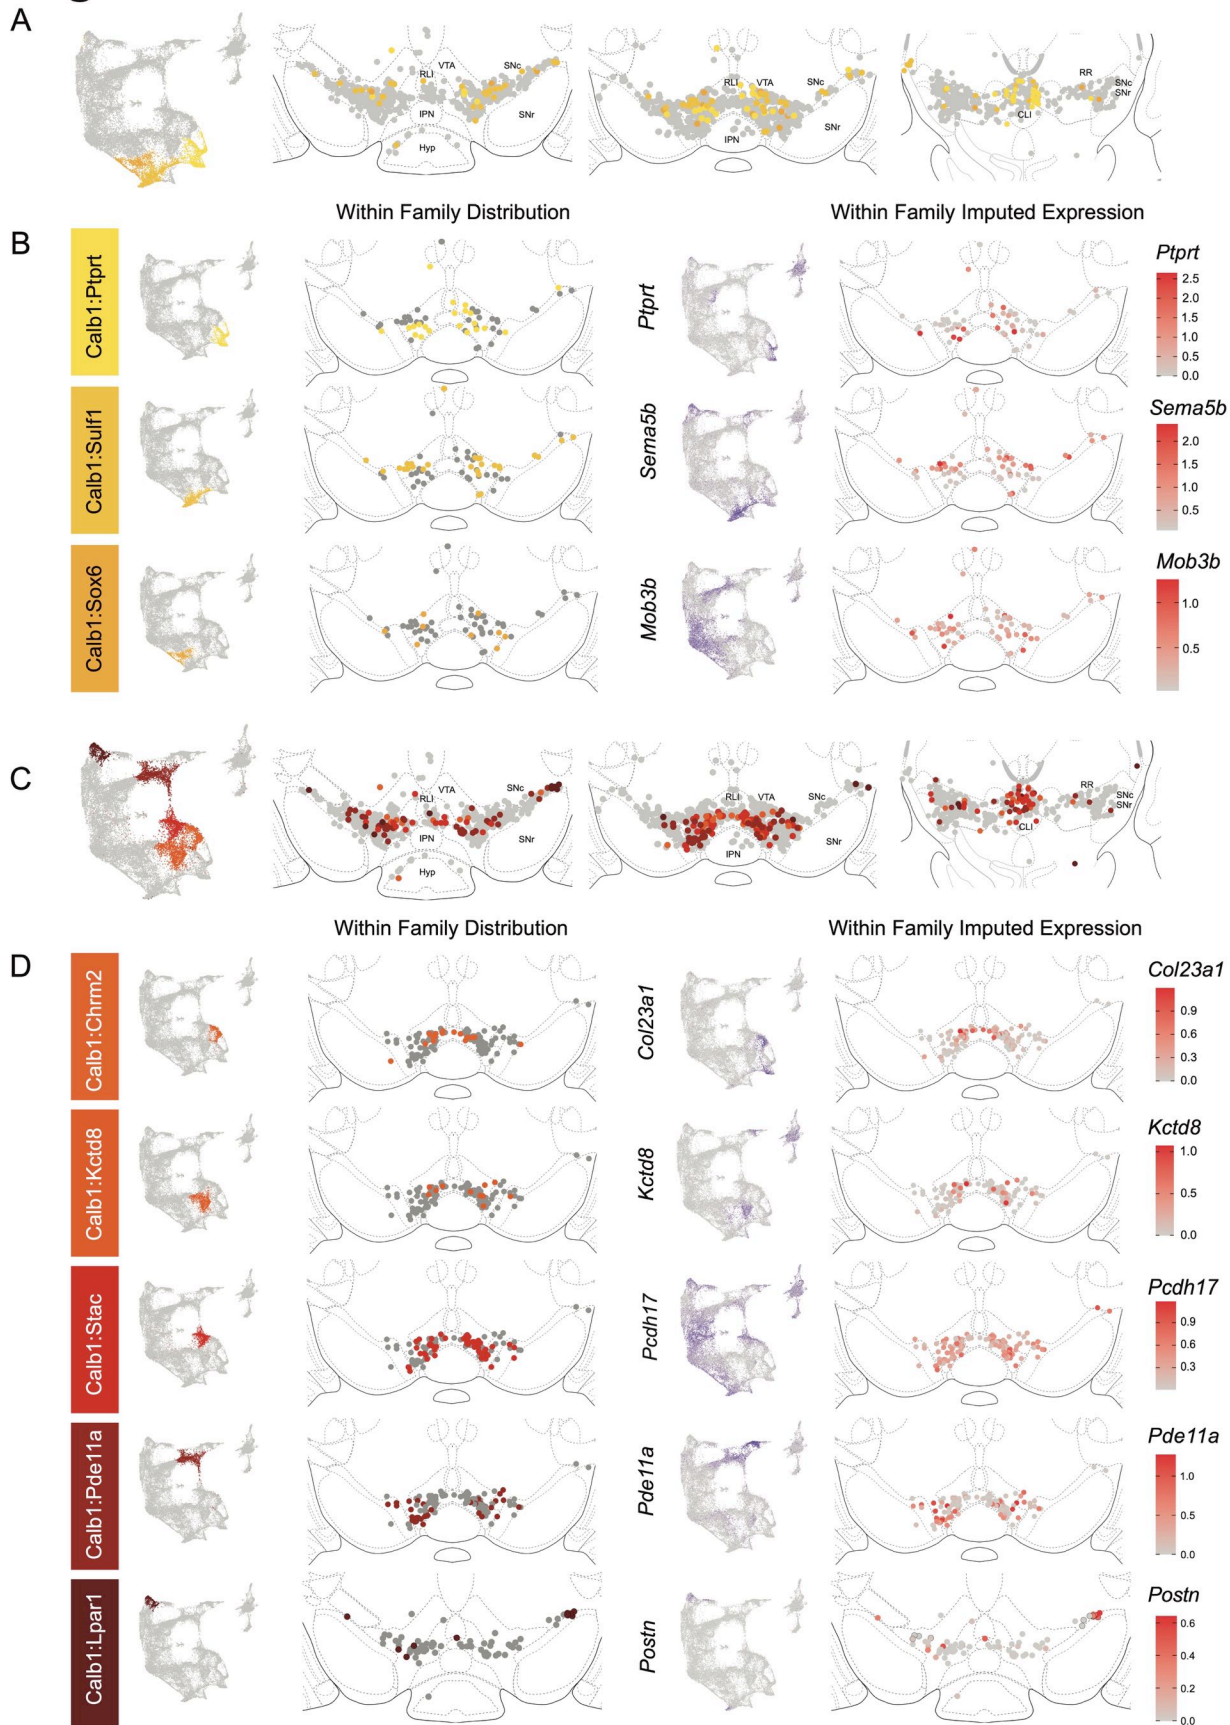 A
VTA
SNc
RLI
IPN
SNr
Hyp
RLI
VTA
SNc
IPN
SNr
RR
SNc
SNr
CLI
Within Family Distribution
Within Family Imputed Expression
B
Calb1:Ptprt
Ptprt
Ptprt
2.5
2.0
1.5
1.0
0.5
0.0
Calb1:Sulf1
Sema5b
Sema5b
2.0
1.5
1.0
0.5
Calb1:Sox6
Mob3b
Mob3b
1.0
0.5
C
VTA
SNc
RLI
IPN
SNr
Hyp
RLI
VTA
SNc
IPN
SNr
RR
SNc
SNr
CLI
Within Family Distribution
Within Family Imputed Expression
D
Calb1:Chrm2
Col23a1
Col23a1
0.9
0.6
0.3
0.0
Calb1:Kctd8
Kctd8
Kctd8
1.0
0.5
0.0
Calb1:Stac
Pcdh17
Pcdh17
0.9
0.6
0.3
Calb1:Pde11a
Pde11a
Pde11a
1.0
0.5
0.0
Calb1:Lpar1
Postn
Postn
0.6
0.4
0.2
0.0